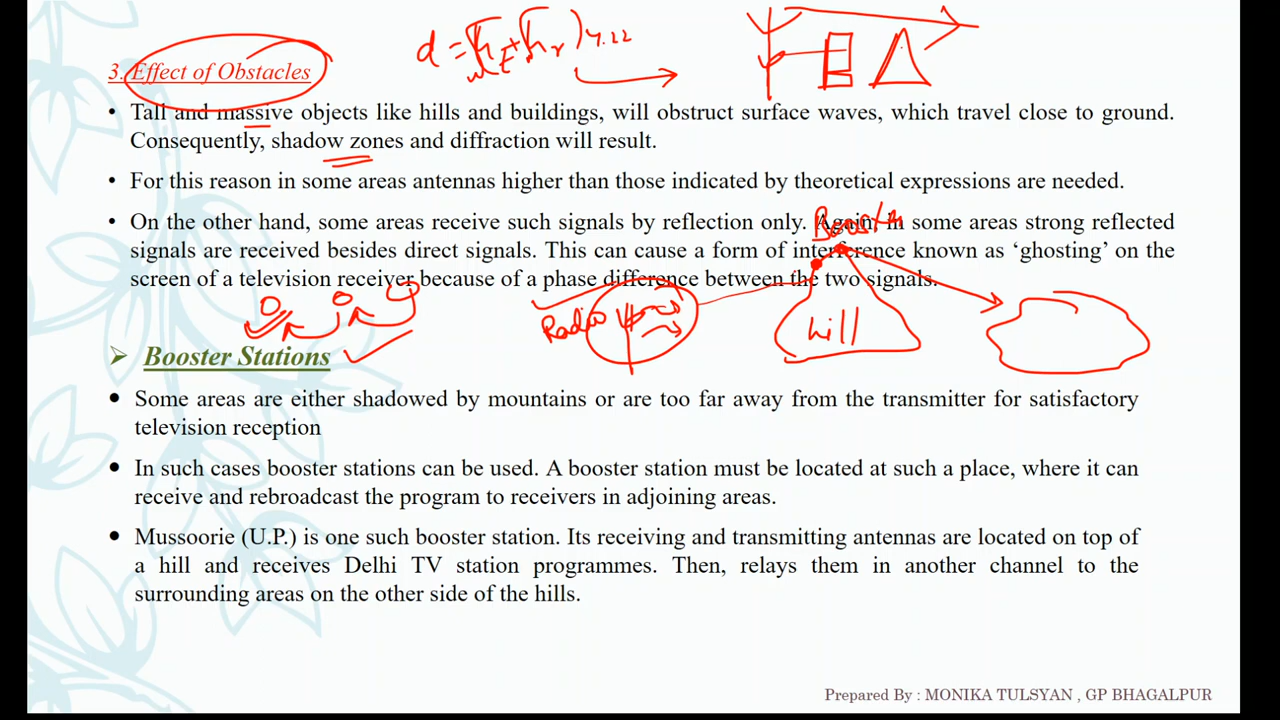 d = (√ht + √hr) 4.22
3. Effect of Obstacles
• Tall and massive objects like hills and buildings, will obstruct surface waves, which travel close to ground.
Consequently, shadow zones and diffraction will result.
• For this reason in some areas antennas higher than those indicated by theoretical expressions are needed.
• On the other hand, some areas receive such signals by reflection only. Again, in some areas strong reflected
signals are received besides direct signals. This can cause a form of interference known as ‘ghosting’ on the
screen of a television receiver because of a phase difference between the two signals.
Radio
hill
➢ Booster Stations
• Some areas are either shadowed by mountains or are too far away from the transmitter for satisfactory
television reception
• In such cases booster stations can be used. A booster station must be located at such a place, where it can
receive and rebroadcast the program to receivers in adjoining areas.
• Mussoorie (U.P.) is one such booster station. Its receiving and transmitting antennas are located on top of
a hill and receives Delhi TV station programmes. Then, relays them in another channel to the
surrounding areas on the other side of the hills.
Prepared By : MONIKA TULSYAN , GP BHAGALPUR